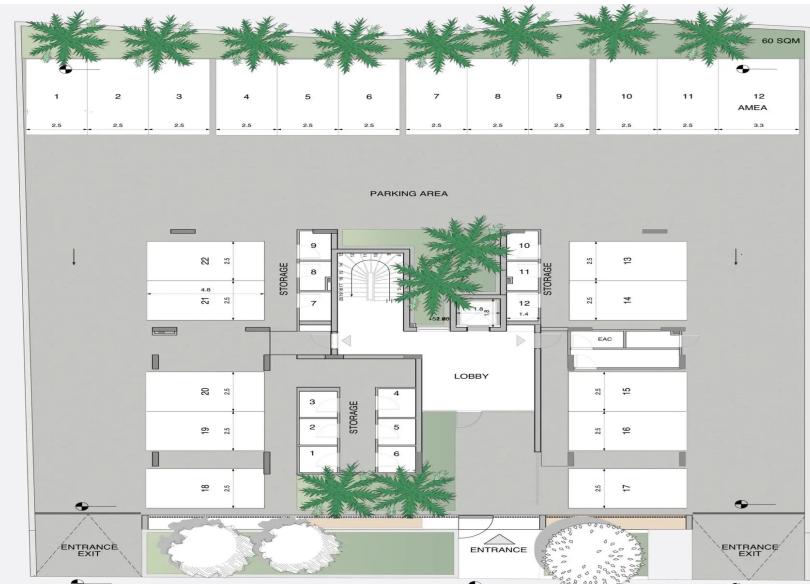 60 SQM
1 2 3 4 5 6 7 8 9 10 11 12
AMEA
2.5 2.5 2.5 2.5 2.5 2.5 2.5 2.5 2.5 2.5 2.5 3.3
PARKING AREA
9 10
22 2.5 STORAGE 8 11 STORAGE 2.5 13
4.8
21 2.5 7 12 2.5 14
1.8 1.8 1.4
EAC
LOBBY
20 2.5 2.5 15
3 4
19 2.5 2 STORAGE 5 2.5 16
1 6
18 2.5 2.5 17
ENTRANCE
EXIT
ENTRANCE
ENTRANCE
EXIT